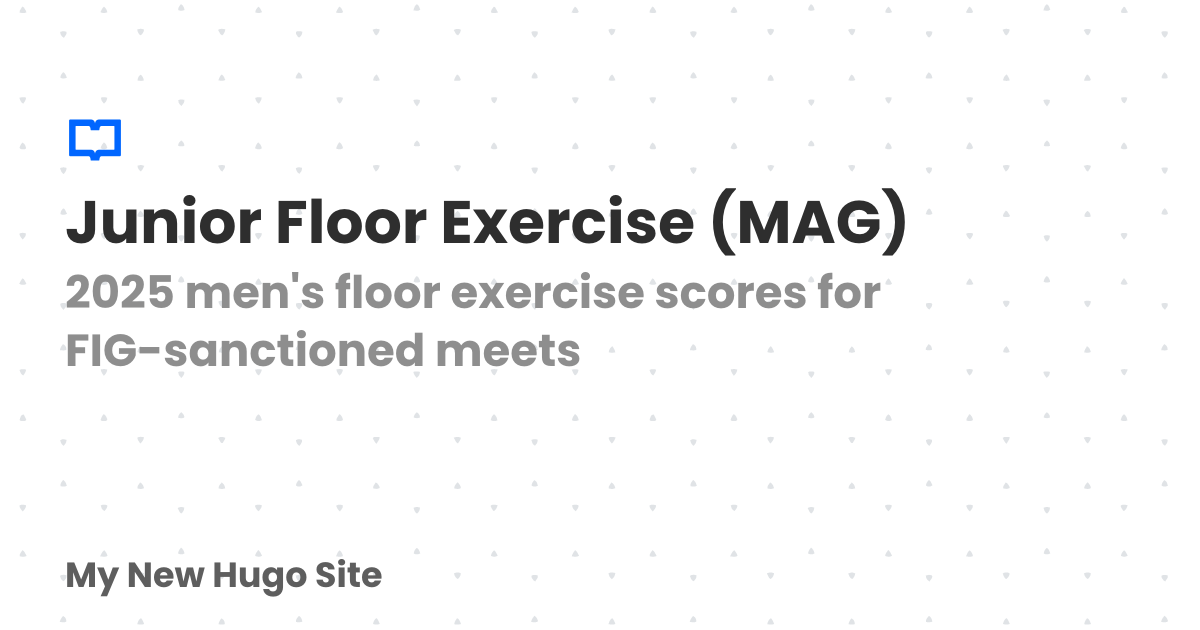 Junior Floor Exercise (MAG)
2025 men's floor exercise scores for
FIG-sanctioned meets
My New Hugo Site